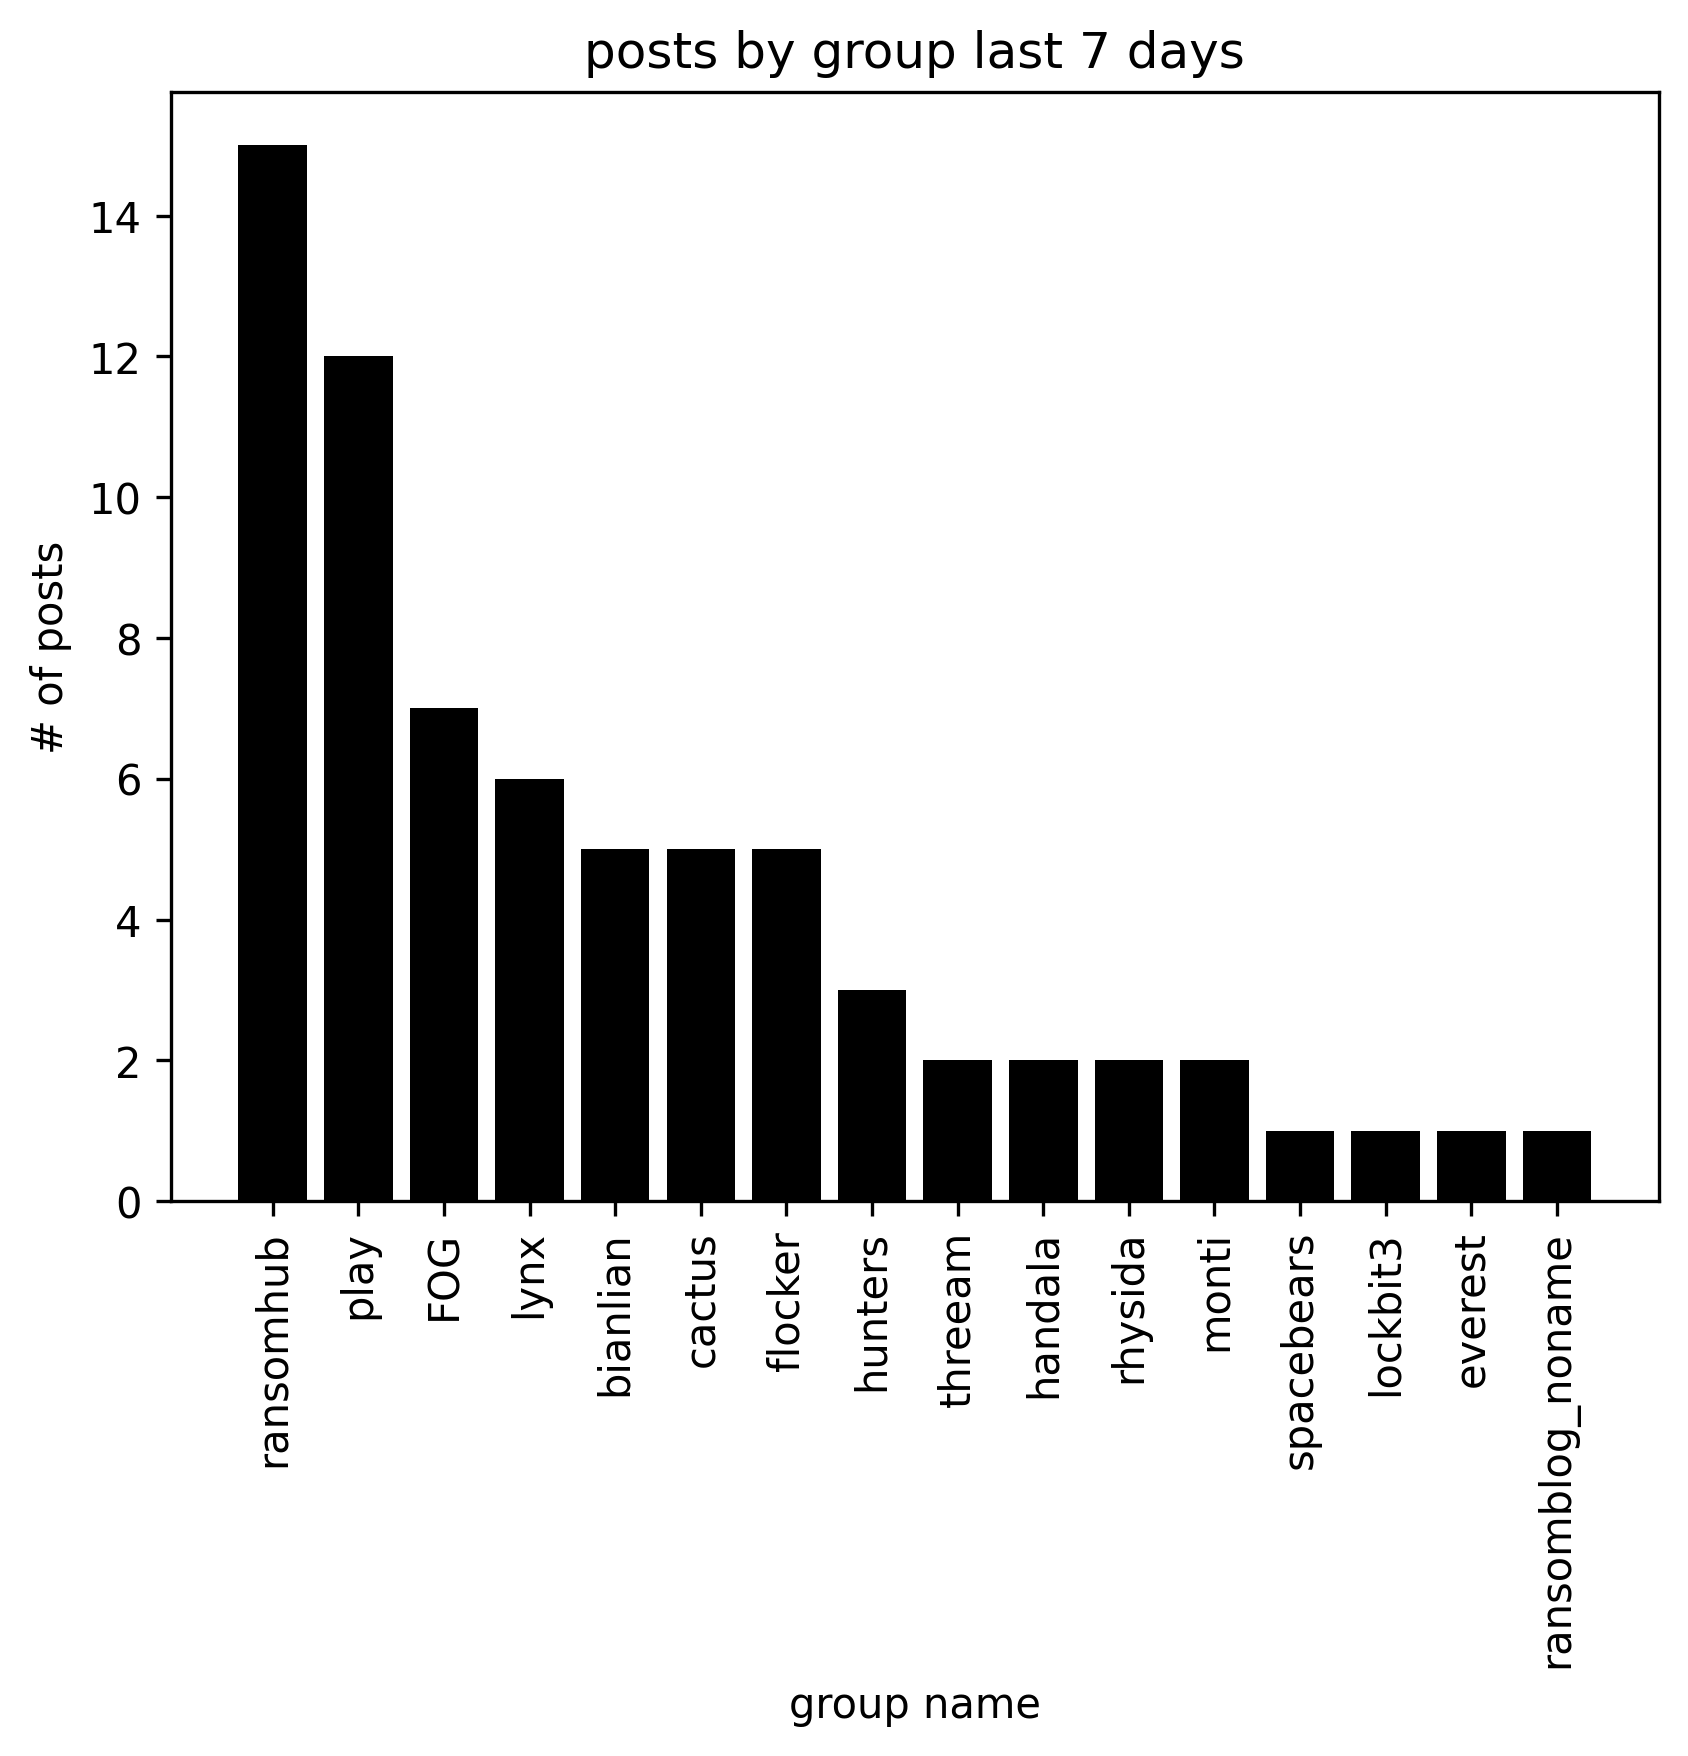 posts by group last 7 days
14
12
10
8
6
4
2
0
# of posts
ransomhub
play
FOG
lynx
bianlian
cactus
flocker
hunters
threeam
handala
rhysida
monti
spacebears
lockbit3
everest
ransomblog_noname
group name